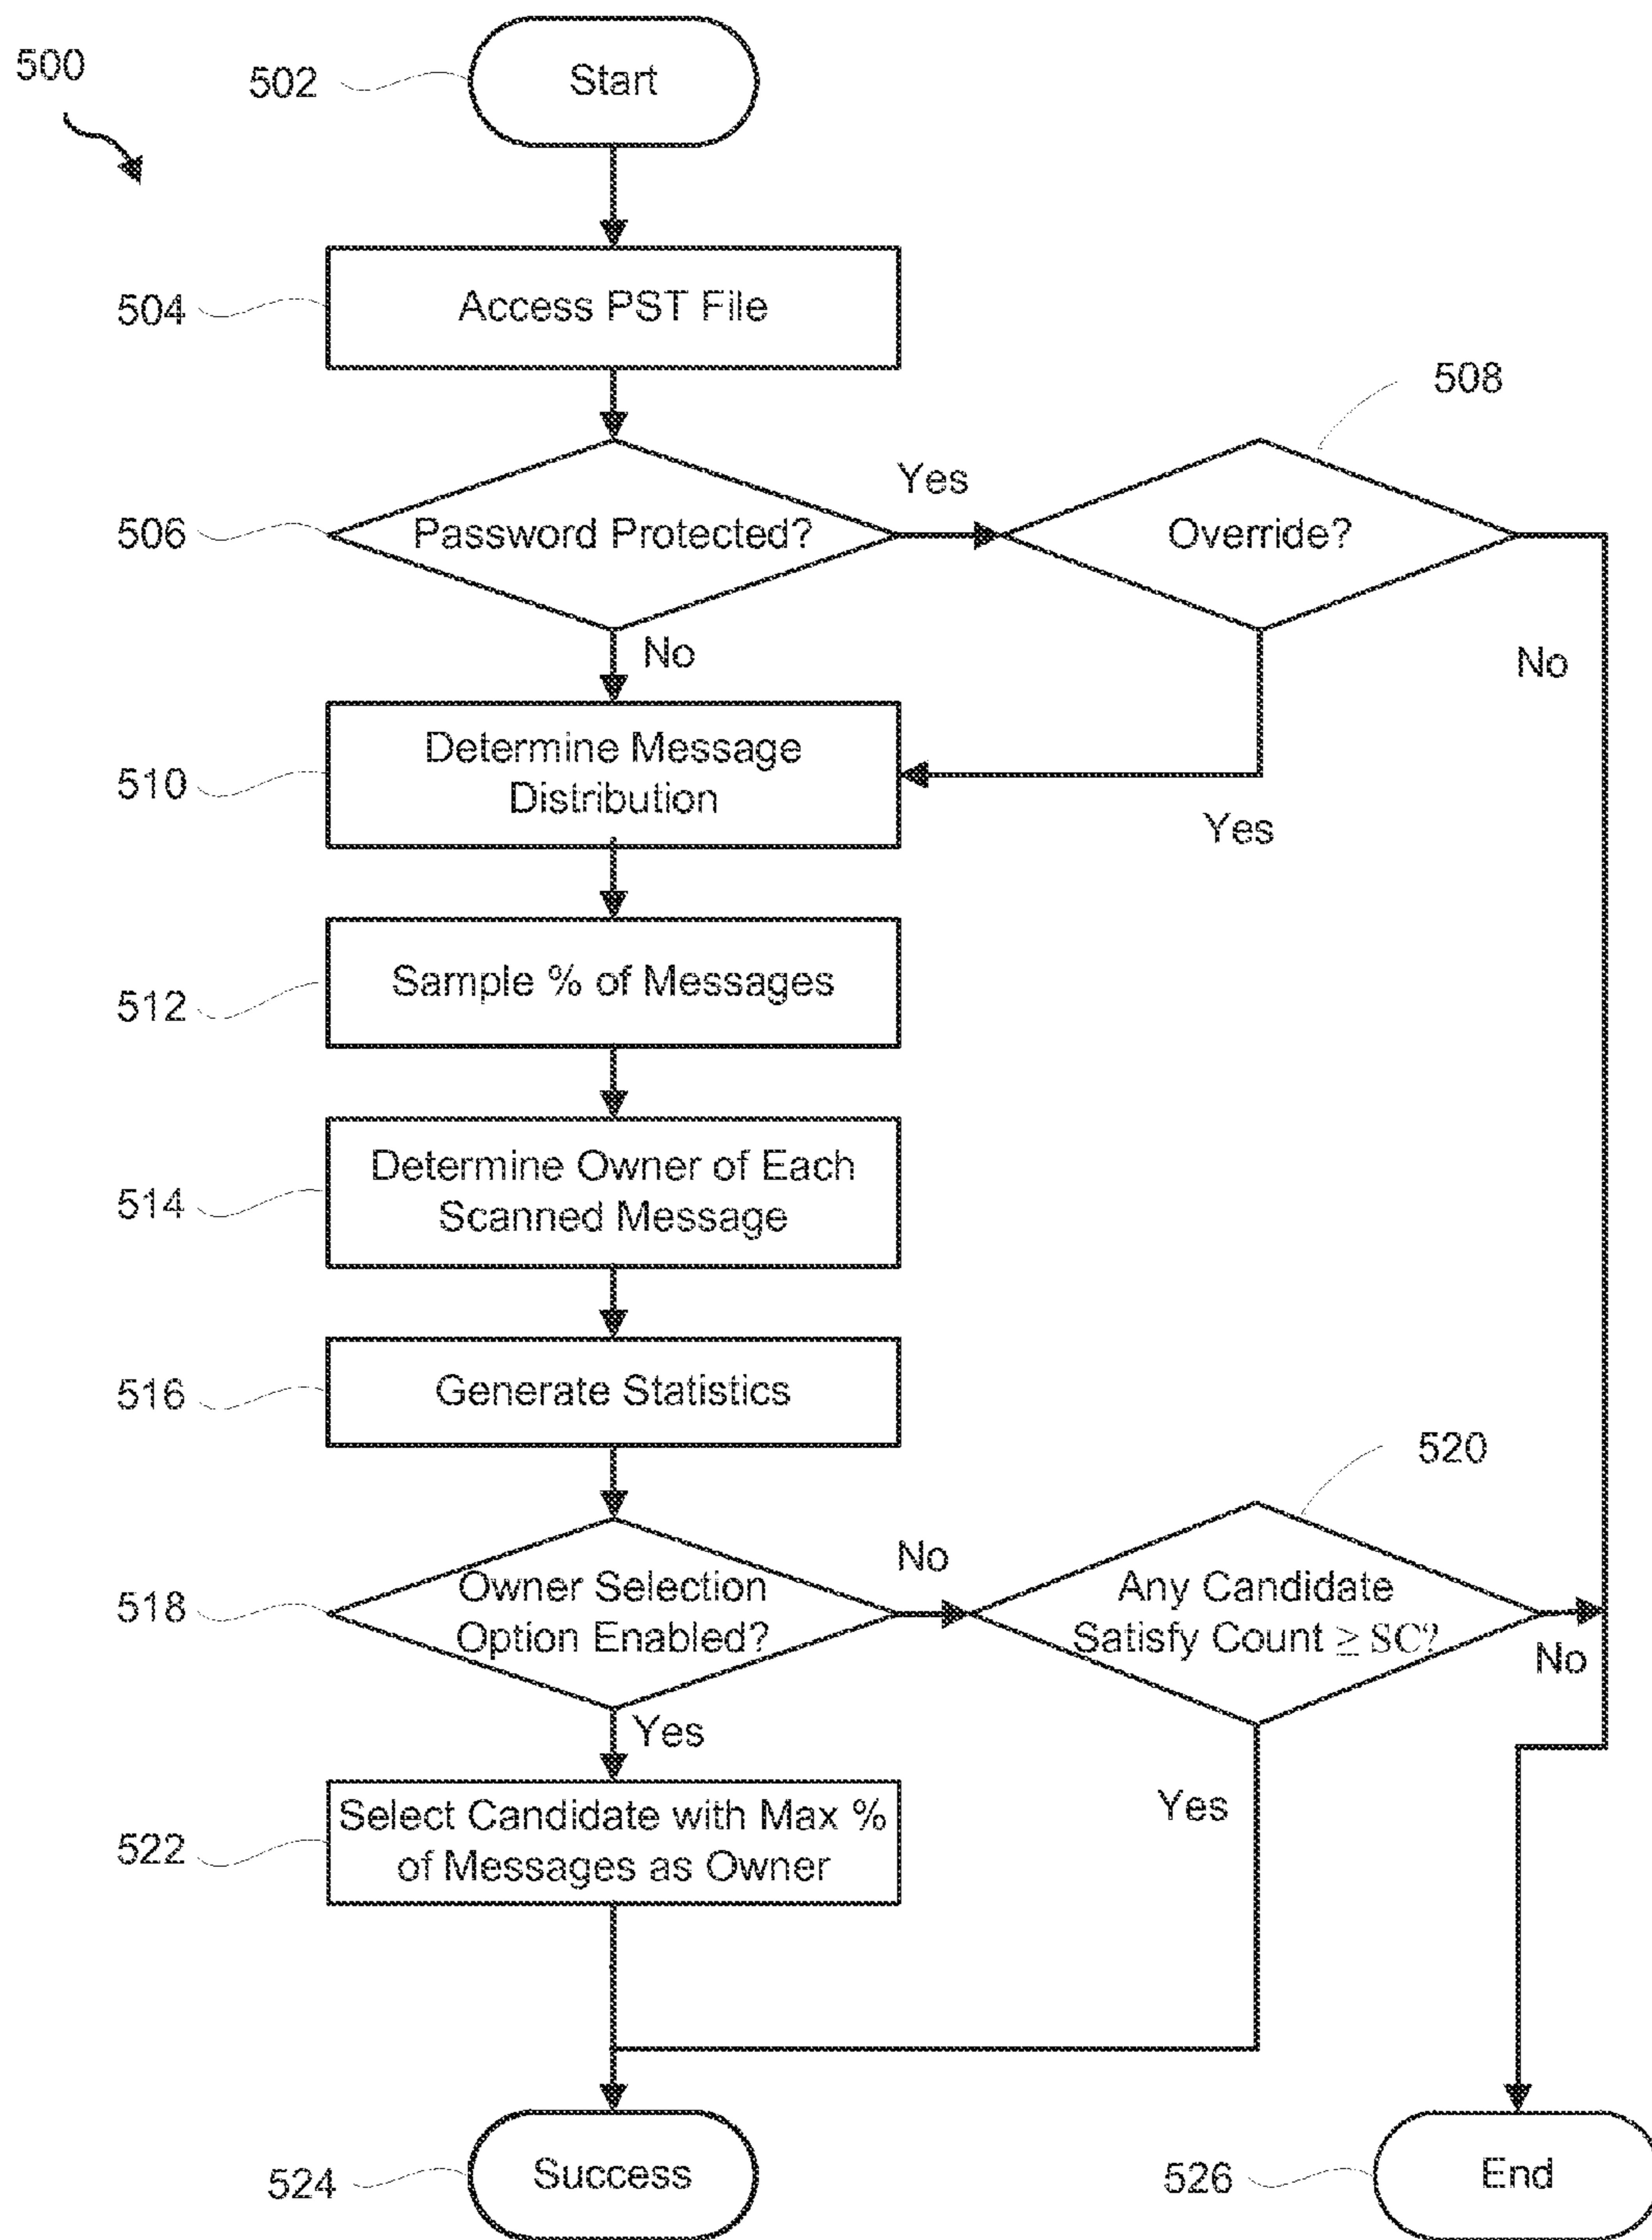 500
502
Start
504
Access PST File
508
506
Password Protected?
Yes
Override?
No
No
510
Determine Message
Distribution
Yes
512
Sample % of Messages
514
Determine Owner of Each
Scanned Message
516
Generate Statistics
520
518
Owner Selection
Option Enabled?
No
Any Candidate
Satisfy Count ≥ SC?
No
Yes
522
Select Candidate with Max %
of Messages as Owner
Yes
524
Success
526
End